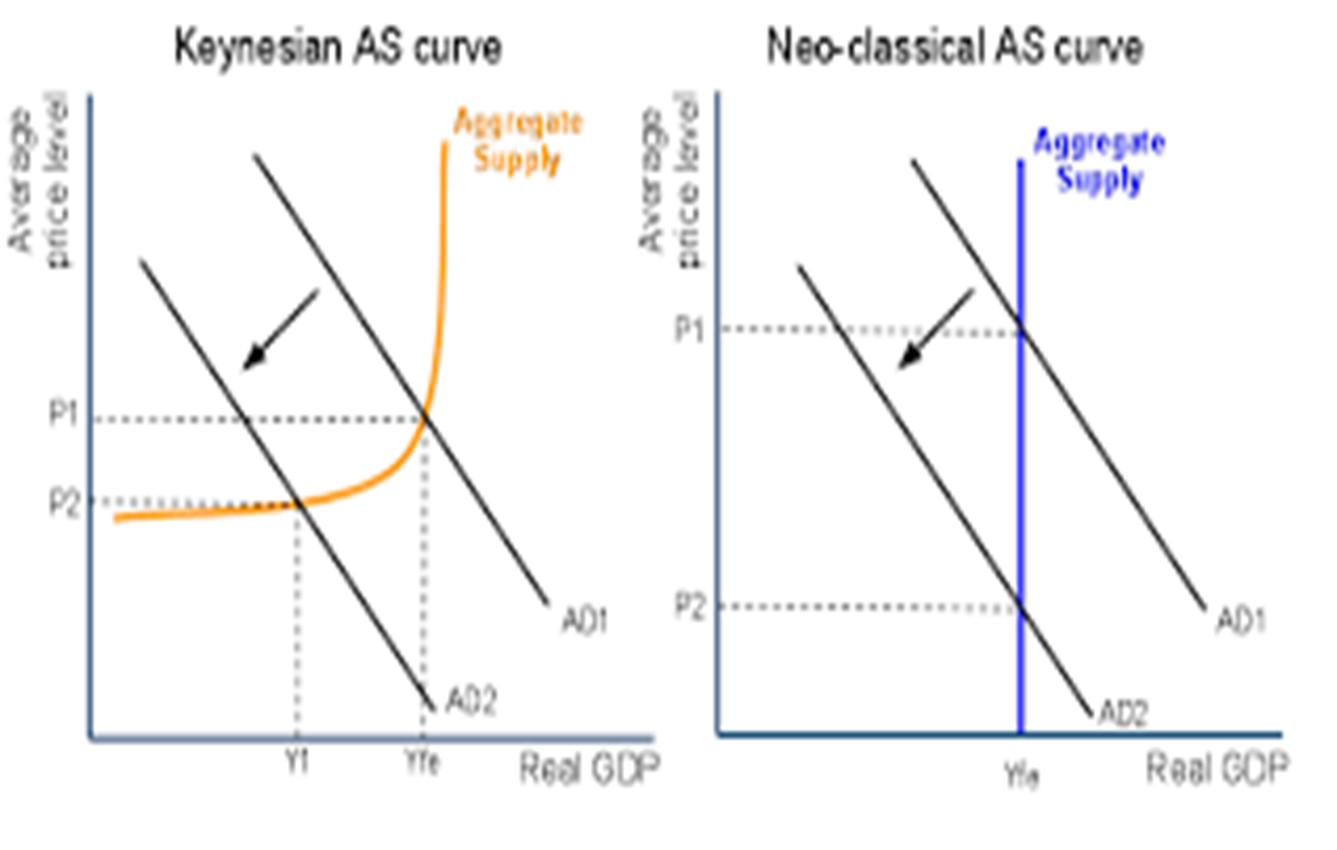 Keynesian AS curve
Average
price level
Aggregate
Supply
P1
P2
AD1
AD2
Y1
Yfe
Real GDP
Neo-classical AS curve
Average
price level
Aggregate
Supply
P1
P2
AD1
AD2
Yfe
Real GDP